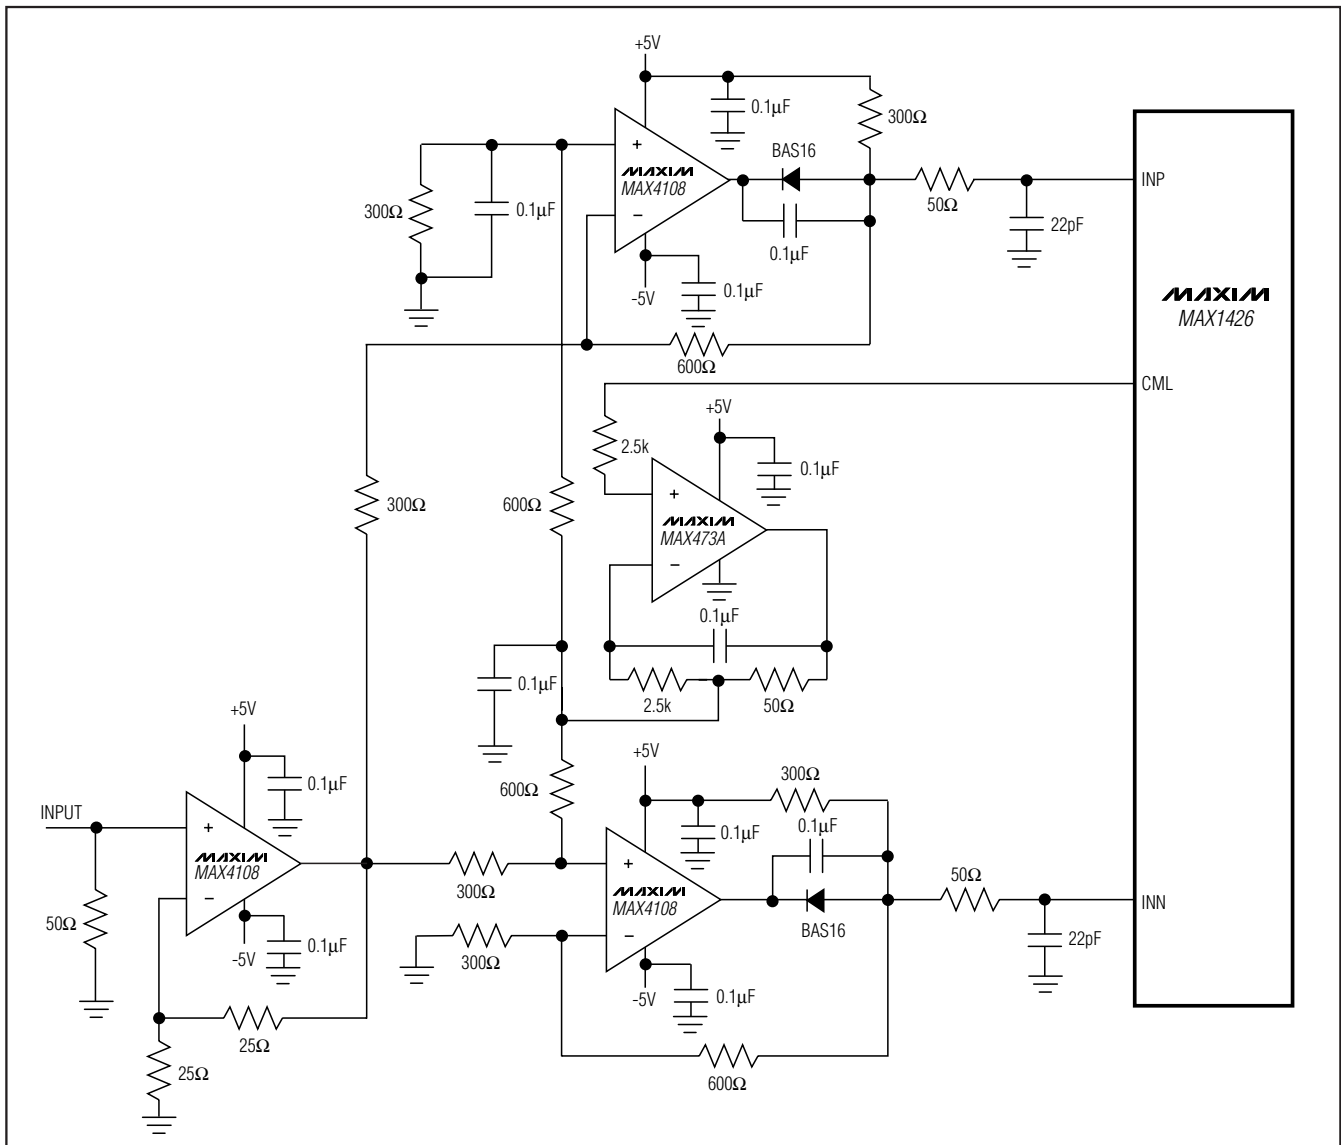 +5V
0.1µF
300Ω
BAS16
+
MAXIM
MAX4108
−
300Ω
0.1µF
0.1µF
50Ω
22pF
INP
-5V
0.1µF
600Ω
MAXIM
MAX1426
CML
+5V
2.5k
0.1µF
300Ω
600Ω
+
MAXIM
MAX473A
−
0.1µF
0.1µF
2.5k
50Ω
+5V
0.1µF
600Ω
+5V
300Ω
0.1µF
0.1µF
INPUT
+
MAXIM
MAX4108
−
50Ω
-5V
0.1µF
300Ω
300Ω
+
MAXIM
MAX4108
−
BAS16
50Ω
22pF
INN
-5V
0.1µF
25Ω
25Ω
600Ω